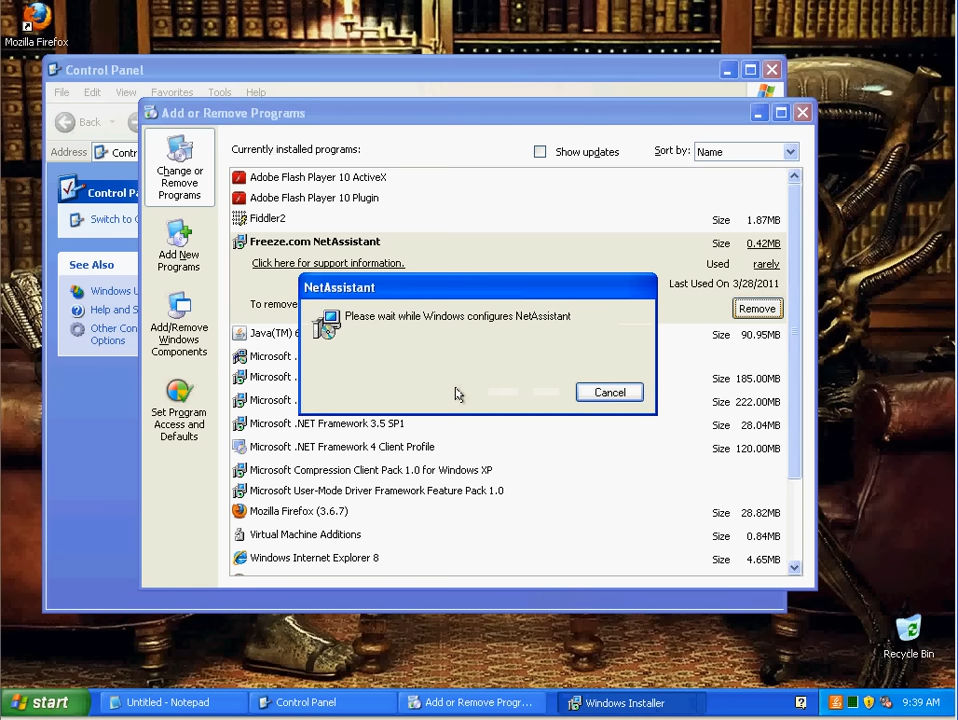 Mozilla Firefox
Control Panel
File Edit View Favorites Tools Help
Back
Address Contr
Add or Remove Programs
Control Pa
Switch to C
See Also
Windows U
Help and S
Other Con
Options
Change or
Remove
Programs
Add New
Programs
Add/Remove
Windows
Components
Set Program
Access and
Defaults
Currently installed programs: Show updates Sort by: Name
Adobe Flash Player 10 ActiveX
Adobe Flash Player 10 Plugin
Fiddler2 Size 1.87MB
Freeze.com NetAssistant Size 0.42MB
Click here for support information. Used rarely
Last Used On 3/28/2011
To remove
Remove
NetAssistant
Please wait while Windows configures NetAssistant
Cancel
Java(TM) 6 Size 90.95MB
Microsoft .
Microsoft . Size 185.00MB
Microsoft . Size 222.00MB
Microsoft .NET Framework 3.5 SP1 Size 28.04MB
Microsoft .NET Framework 4 Client Profile Size 120.00MB
Microsoft Compression Client Pack 1.0 for Windows XP
Microsoft User-Mode Driver Framework Feature Pack 1.0
Mozilla Firefox (3.6.7) Size 28.82MB
Virtual Machine Additions Size 0.84MB
Windows Internet Explorer 8 Size 4.65MB
Recycle Bin
start Untitled - Notepad Control Panel Add or Remove Progr... Windows Installer 9:39 AM